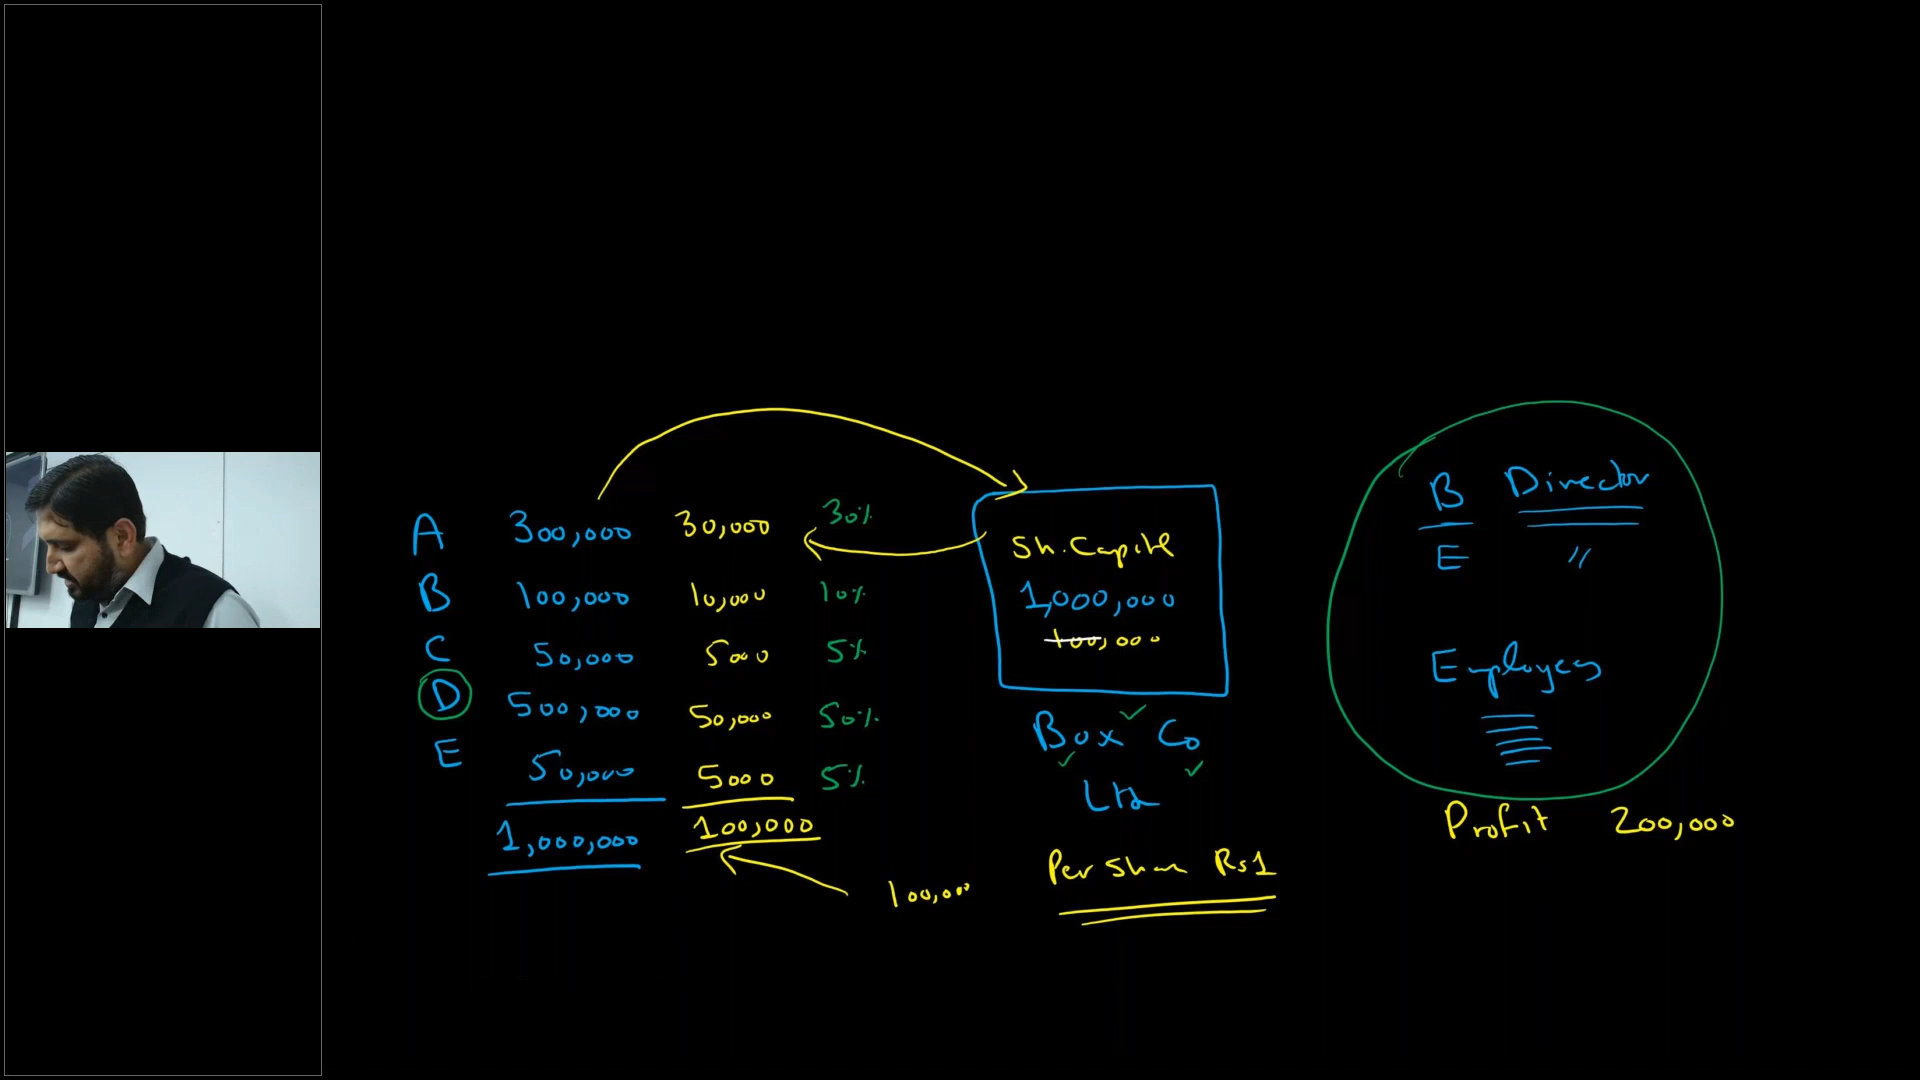 A 300,000 30,000 30%
B 100,000 10,000 10%
C 50,000 5000 5%
D 500,000 50,000 50%
E 50,000 5000 5%
1,000,000 100,000
100,000
Sh. Capital
1,000,000
100,000
Box Co
Ltd
Per Share Rs1
B Director
E "
Employees
Profit 200,000